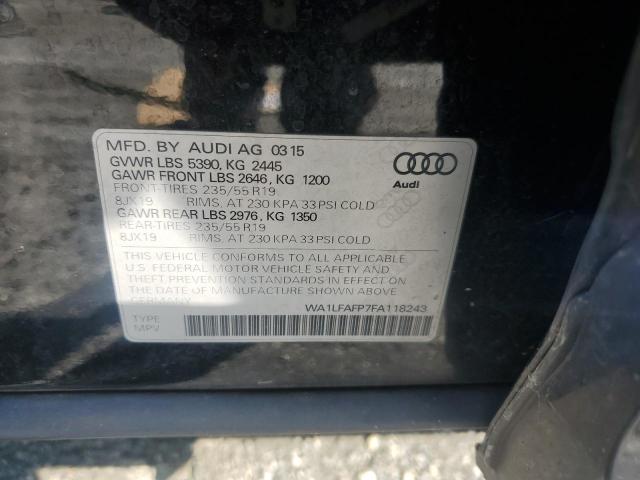 MFD. BY AUDI AG 03 15
GVWR LBS 5390, KG 2445
GAWR FRONT LBS 2646, KG 1200
FRONT-TIRES 235/55 R19
8JX19 RIMS, AT 230 KPA 33 PSI COLD
GAWR REAR LBS 2976, KG 1350
REAR-TIRES 235/55 R19
8JX19 RIMS, AT 230 KPA 33 PSI COLD
Audi
THIS VEHICLE CONFORMS TO ALL APPLICABLE
U.S. FEDERAL MOTOR VEHICLE SAFETY AND
THEFT PREVENTION STANDARDS IN EFFECT ON
THE DATE OF MANUFACTURE SHOWN ABOVE.
GERMANY
WA1LFAFP7FA118243
TYPE
MPV